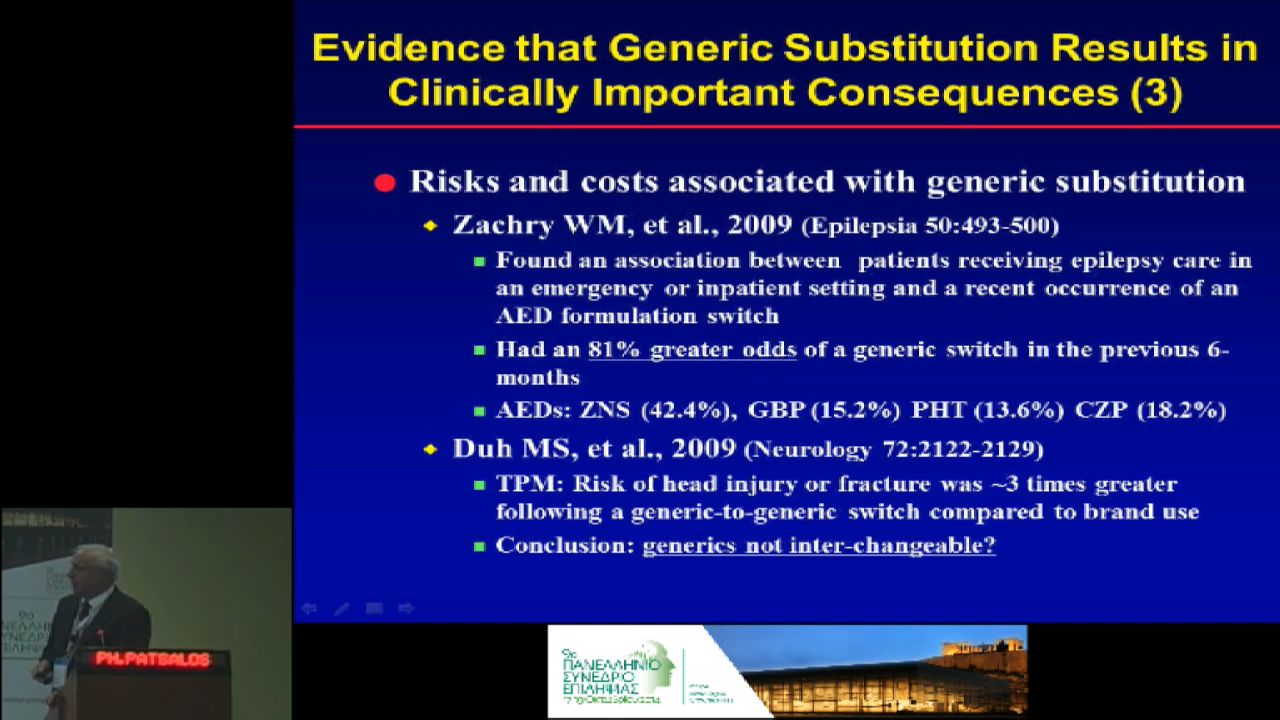 Evidence that Generic Substitution Results in
Clinically Important Consequences (3)
Risks and costs associated with generic substitution
Zachry WM, et al., 2009 (Epilepsia 50:493-500)
Found an association between patients receiving epilepsy care in
an emergency or inpatient setting and a recent occurrence of an
AED formulation switch
Had an 81% greater odds of a generic switch in the previous 6-
months
AEDs: ZNS (42.4%), GBP (15.2%) PHT (13.6%) CZP (18.2%)
Duh MS, et al., 2009 (Neurology 72:2122-2129)
TPM: Risk of head injury or fracture was ~3 times greater
following a generic-to-generic switch compared to brand use
Conclusion: generics not inter-changeable?
PH.PATSALOS
9ο
ΠΑΝΕΛΛΗΝΙΟ
ΣΥΝΕΔΡΙΟ
ΕΠΙΛΗΨΙΑΣ